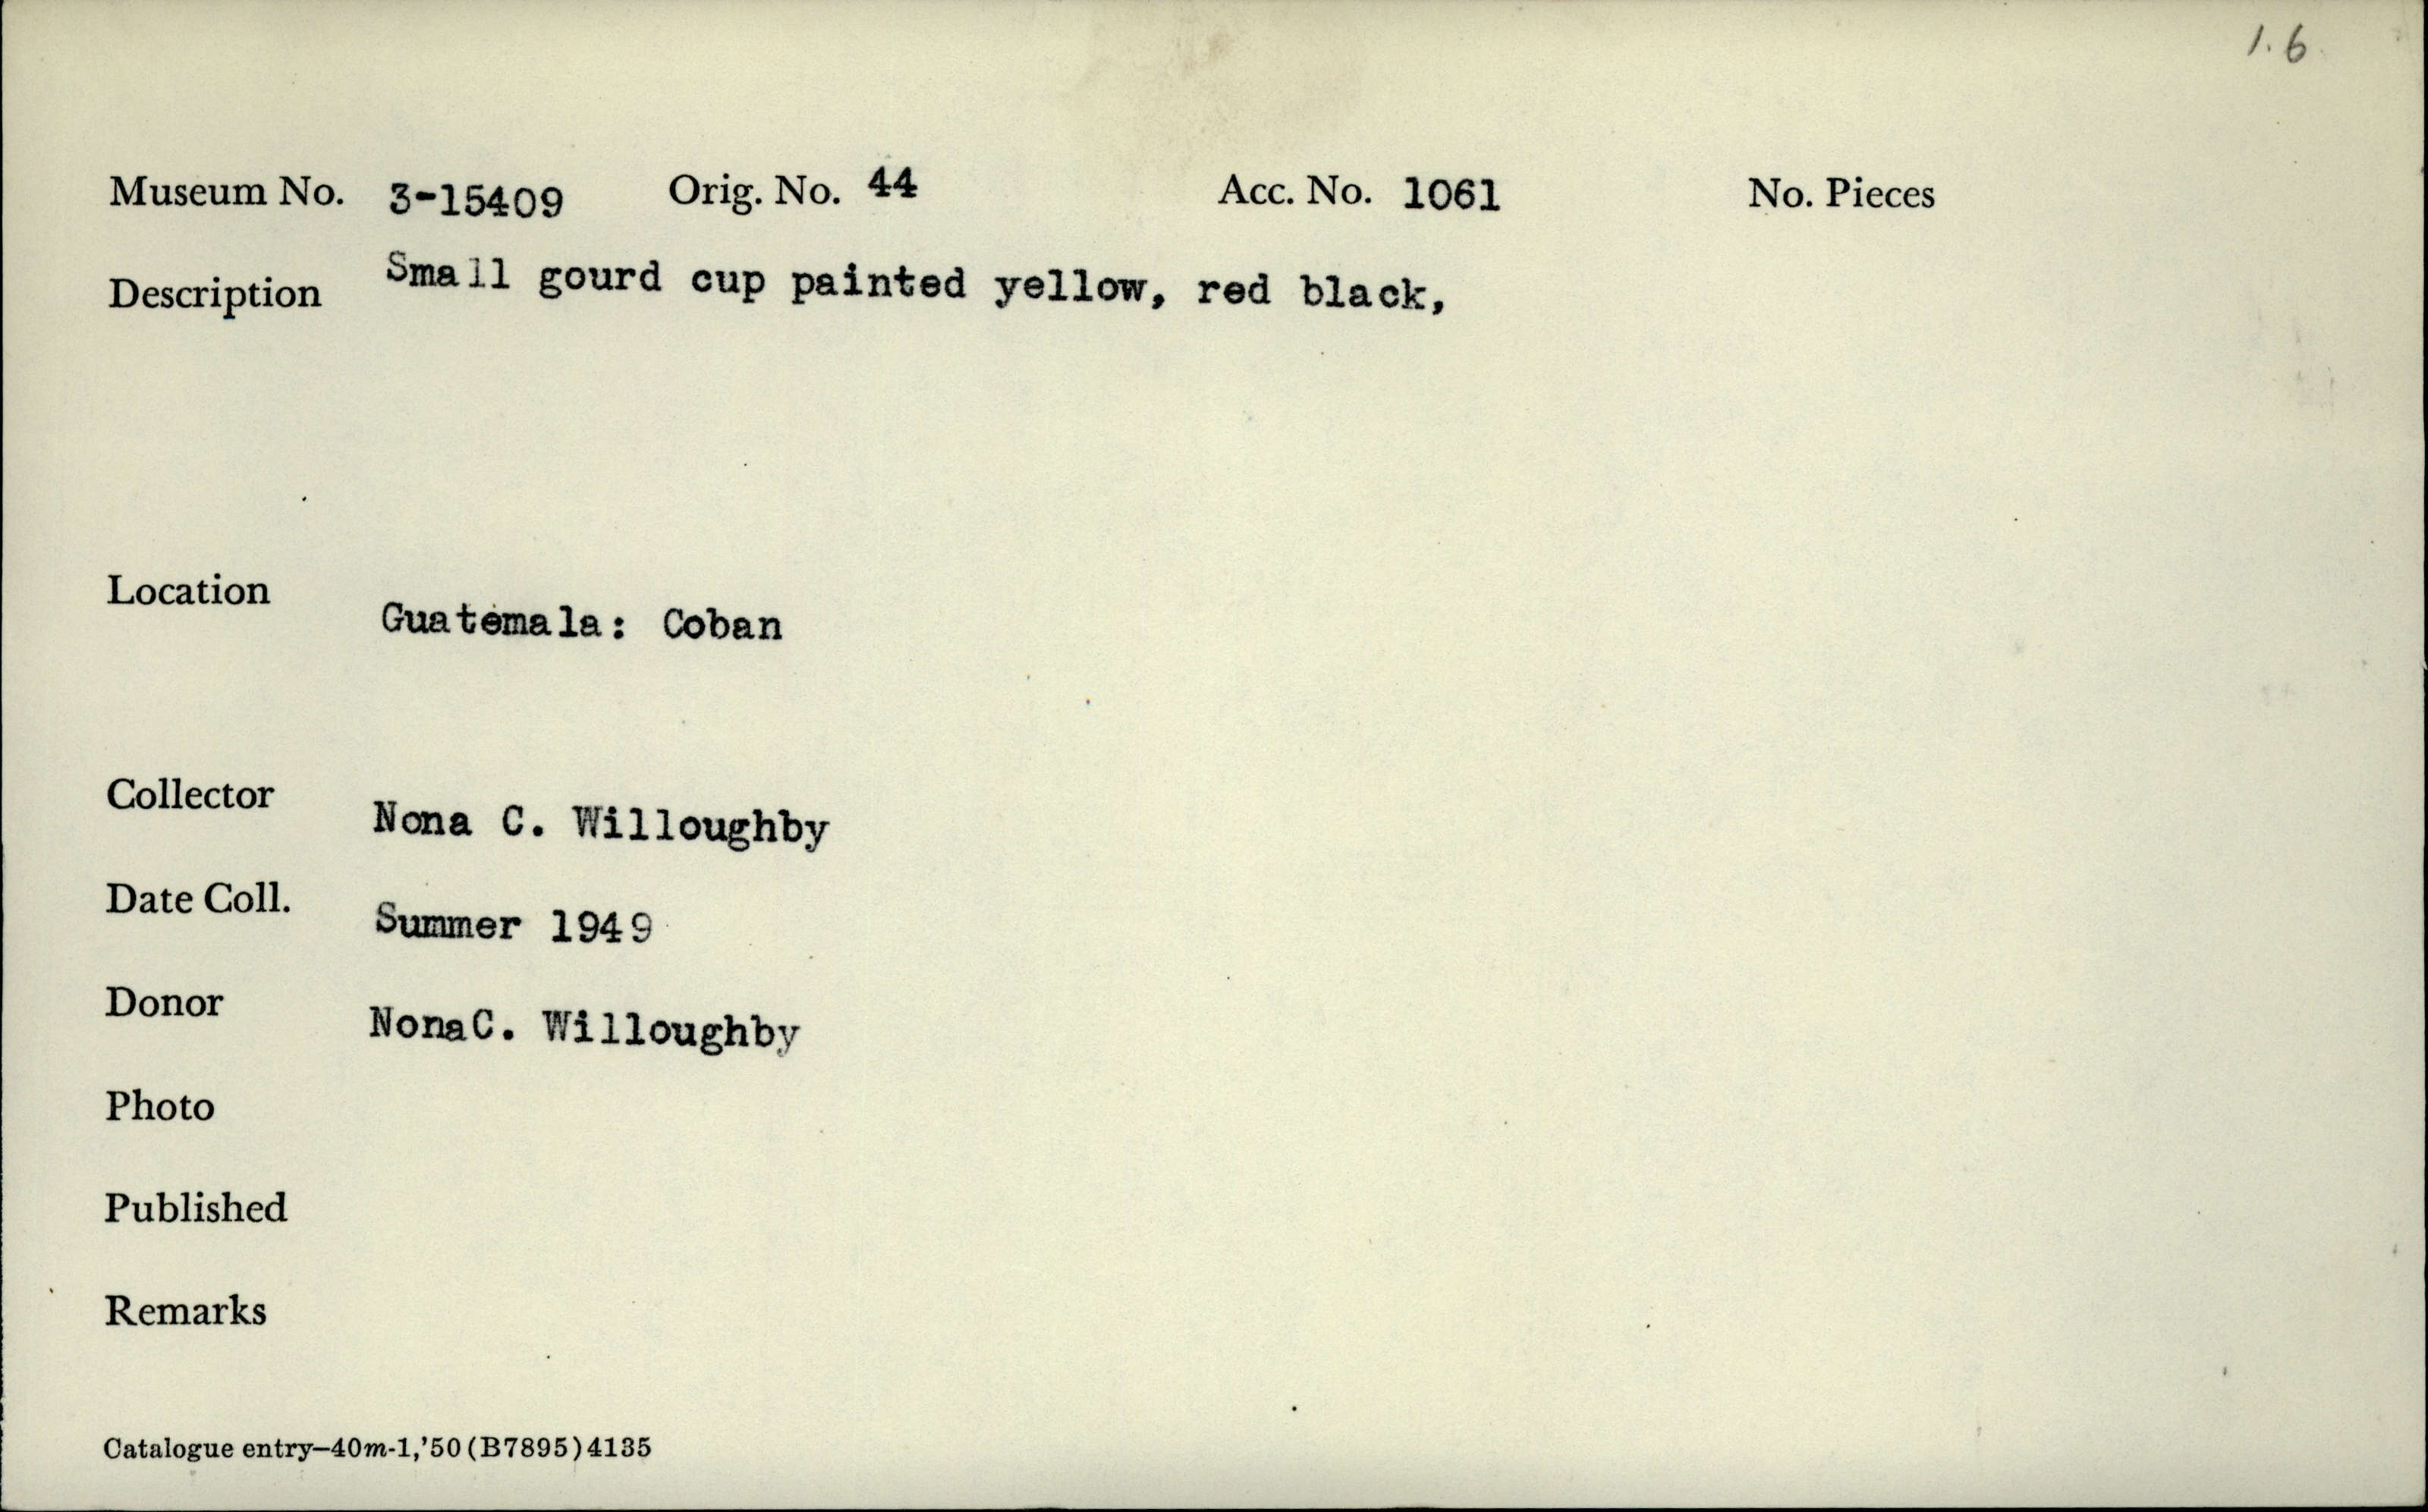 1.6
Museum No. 3-15409 Orig. No. 44 Acc. No. 1061 No. Pieces
Description Small gourd cup painted yellow, red black,
Location Guatemala: Coban
Collector Nona C. Willoughby
Date Coll. Summer 1949
Donor NonaC. Willoughby
Photo
Published
Remarks
Catalogue entry—40m-1,'50(B7895)4135